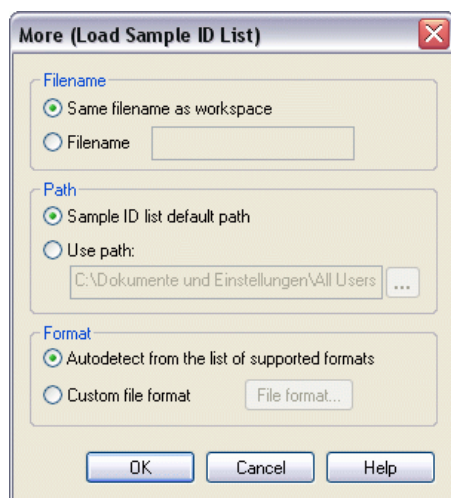 More (Load Sample ID List)
Filename
Same filename as workspace
Filename
Path
Sample ID list default path
Use path:
C:\Dokumente und Einstellungen\All Users
...
Format
Autodetect from the list of supported formats
Custom file format File format...
OK Cancel Help